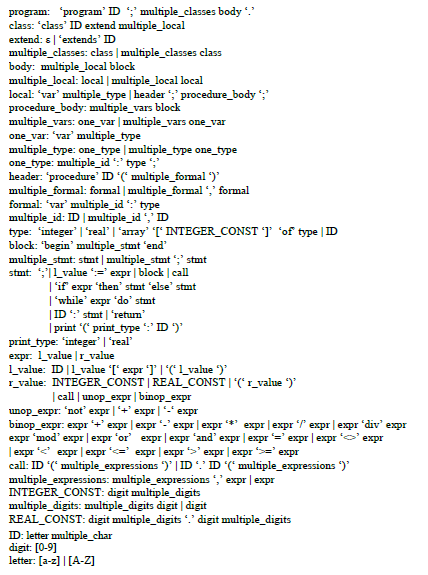 program: ‘program’ ID ‘;’ multiple_classes body ‘.’
class: ‘class’ ID extend multiple_local
extend: ε | ‘extends’ ID
multiple_classes: class | multiple_classes class
body: multiple_local block
multiple_local: local | multiple_local local
local: ‘var’ multiple_type | header ‘;’ procedure_body ‘;’
procedure_body: multiple_vars block
multiple_vars: one_var | multiple_vars one_var
one_var: ‘var’ multiple_type
multiple_type: one_type | multiple_type one_type
one_type: multiple_id ‘:’ type ‘;’
header: ‘procedure’ ID ‘(‘ multiple_formal ‘)’
multiple_formal: formal | multiple_formal ‘,’ formal
formal: ‘var’ multiple_id ‘:’ type
multiple_id: ID | multiple_id ‘,’ ID
type: ‘integer’ | ‘real’ | ‘array’ ‘[‘ INTEGER_CONST ‘]’ ‘of’ type | ID
block: ‘begin’ multiple_stmt ‘end’
multiple_stmt: stmt | multiple_stmt ‘;’ stmt
stmt: ‘;’| l_value ‘:=’ expr | block | call
| ‘if’ expr ‘then’ stmt ‘else’ stmt
| ‘while’ expr ‘do’ stmt
| ID ‘:’ stmt | ‘return’
| print ‘(‘ print_type ‘:’ ID ‘)’
print_type: ‘integer’ | ‘real’
expr: l_value | r_value
l_value: ID | l_value ‘[‘ expr ‘]’ | ‘(‘ l_value ‘)’
r_value: INTEGER_CONST | REAL_CONST | ‘(‘ r_value ‘)’
| call | unop_expr | binop_expr
unop_expr: ‘not’ expr | ‘+’ expr | ‘-‘ expr
binop_expr: expr ‘+’ expr | expr ‘-’ expr | expr ‘*’ expr | expr ‘/’ expr | expr ‘div’ expr
expr ‘mod’ expr | expr ‘or’ expr | expr ‘and’ expr | expr ‘=’ expr | expr ‘<>’ expr
| expr ‘<’ expr | expr ‘<=’ expr | expr ‘>’ expr | expr ‘>=’ expr
call: ID ‘(‘ multiple_expressions ‘)’ | ID ‘.’ ID ‘(‘ multiple_expressions ‘)’
multiple_expressions: multiple_expressions ‘,’ expr | expr
INTEGER_CONST: digit multiple_digits
multiple_digits: multiple_digits digit | digit
REAL_CONST: digit multiple_digits ‘.’ digit multiple_digits
ID: letter multiple_char
digit: [0-9]
letter: [a-z] | [A-Z]